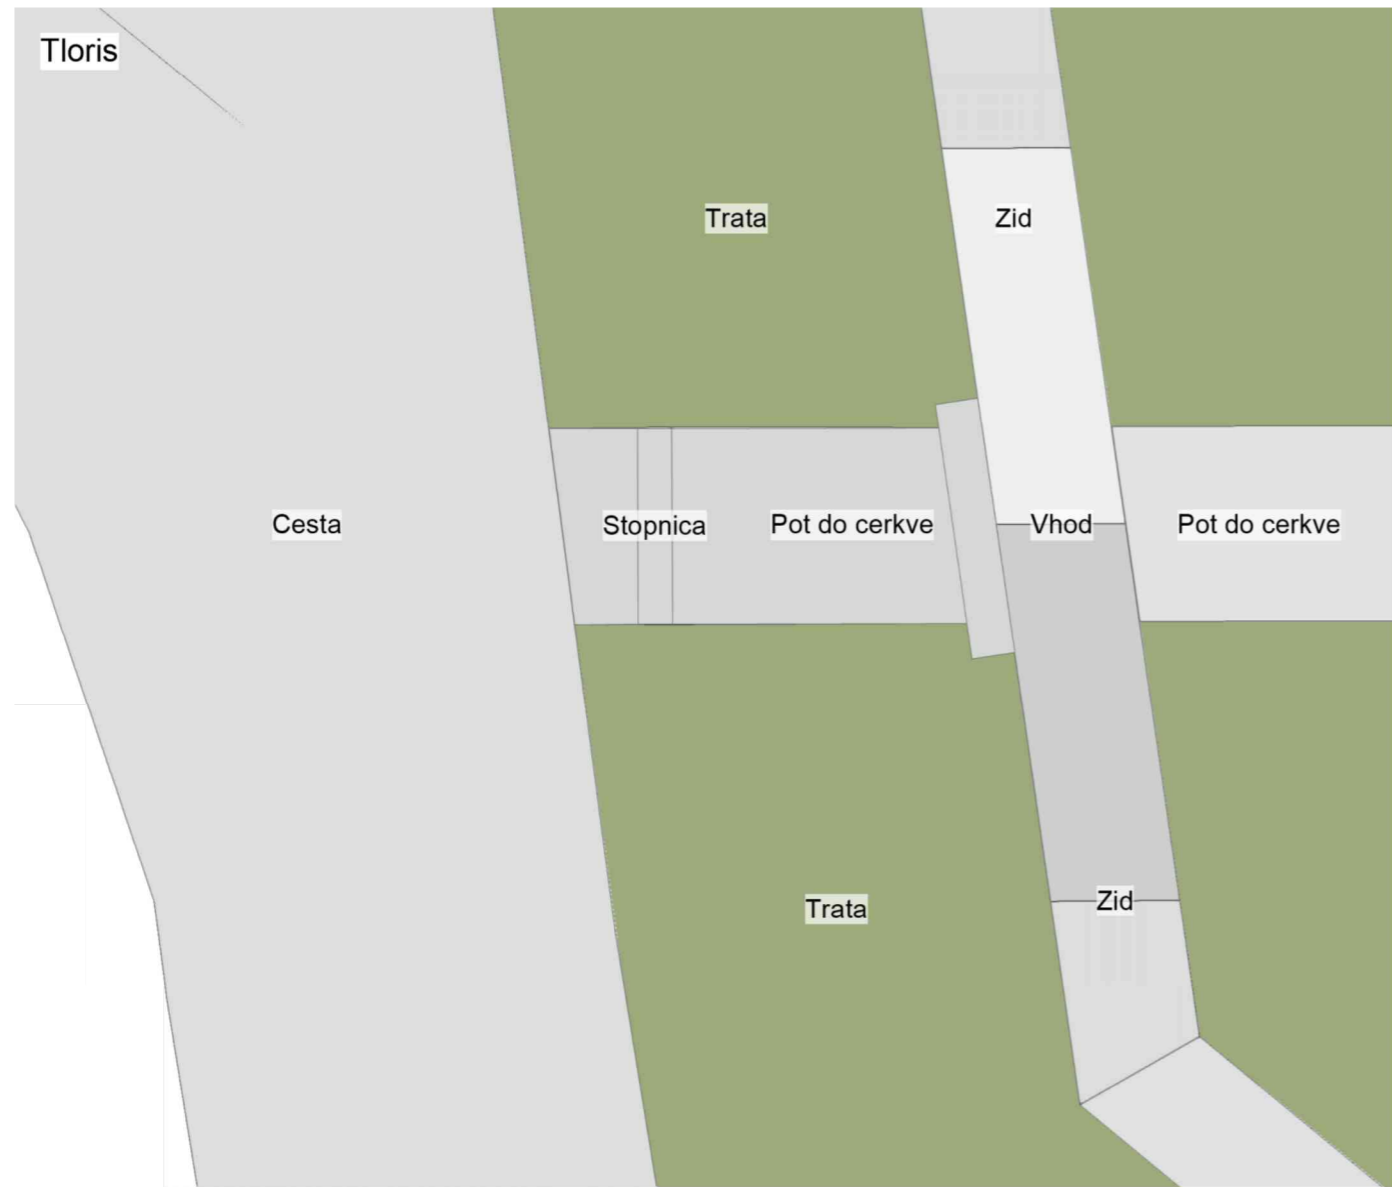 Tloris
Trata
Zid
Cesta
Stopnica
Pot do cerkve
Vhod
Pot do cerkve
Zid
Trata